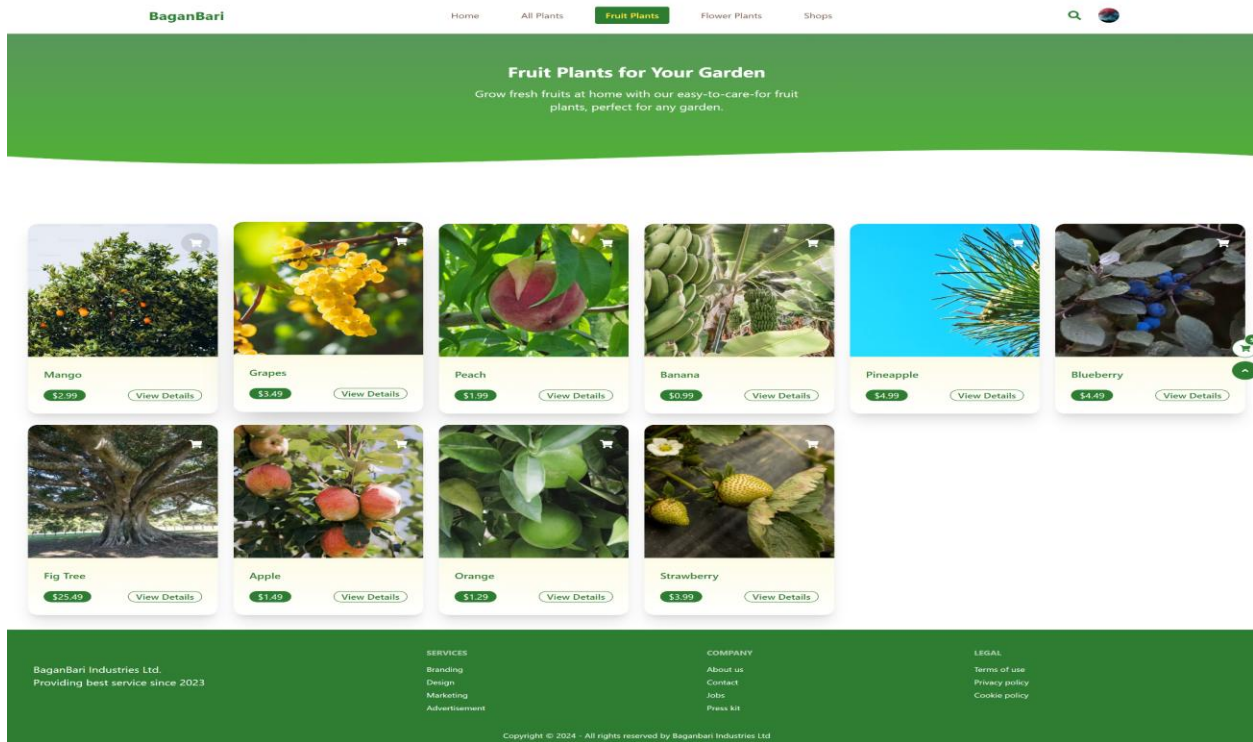 BaganBari
Home
All Plants
Fruit Plants
Flower Plants
Shops
Fruit Plants for Your Garden
Grow fresh fruits at home with our easy-to-care-for fruit
plants, perfect for any garden.
Mango
$2.99
View Details
Grapes
$3.49
View Details
Peach
$1.99
View Details
Banana
$0.99
View Details
Pineapple
$4.99
View Details
Blueberry
$4.49
View Details
Fig Tree
$25.49
View Details
Apple
$1.49
View Details
Orange
$1.29
View Details
Strawberry
$3.99
View Details
BaganBari Industries Ltd.
Providing best service since 2023
SERVICES
Branding
Design
Marketing
Advertisement
COMPANY
About us
Contact
Jobs
Press kit
LEGAL
Terms of use
Privacy policy
Cookie policy
Copyright © 2024 - All rights reserved by Baganbari Industries Ltd